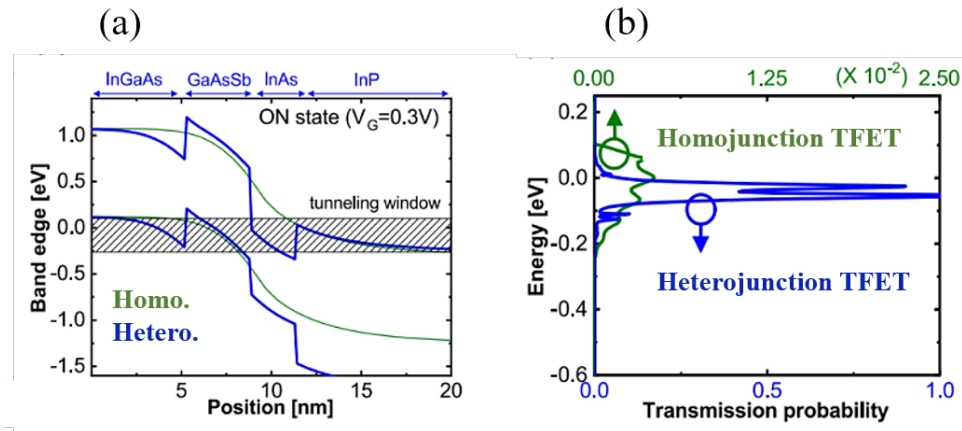 (a)
InGaAs GaAsSb InAs InP
ON state (VG=0.3V)
tunneling window
Homo.
Hetero.
Band edge [eV]
1.0
0.5
0.0
-0.5
-1.0
-1.5
0 5 10 15 20
Position [nm]
(b)
0.00 1.25 (X 10-2) 2.50
Homojunction TFET
Heterojunction TFET
Energy [eV]
0.2
0.0
-0.2
-0.4
-0.6
0.0 0.5 1.0
Transmission probability